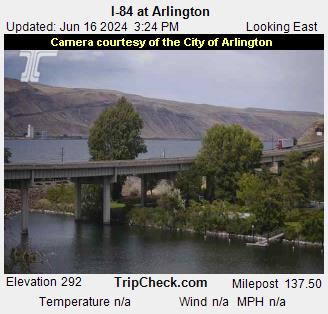 I-84 at Arlington
Updated: Jun 16 2024 3:24 PM Looking East
Camera courtesy of the City of Arlington
Elevation 292 TripCheck.com Milepost 137.50
Temperature n/a Wind n/a MPH n/a